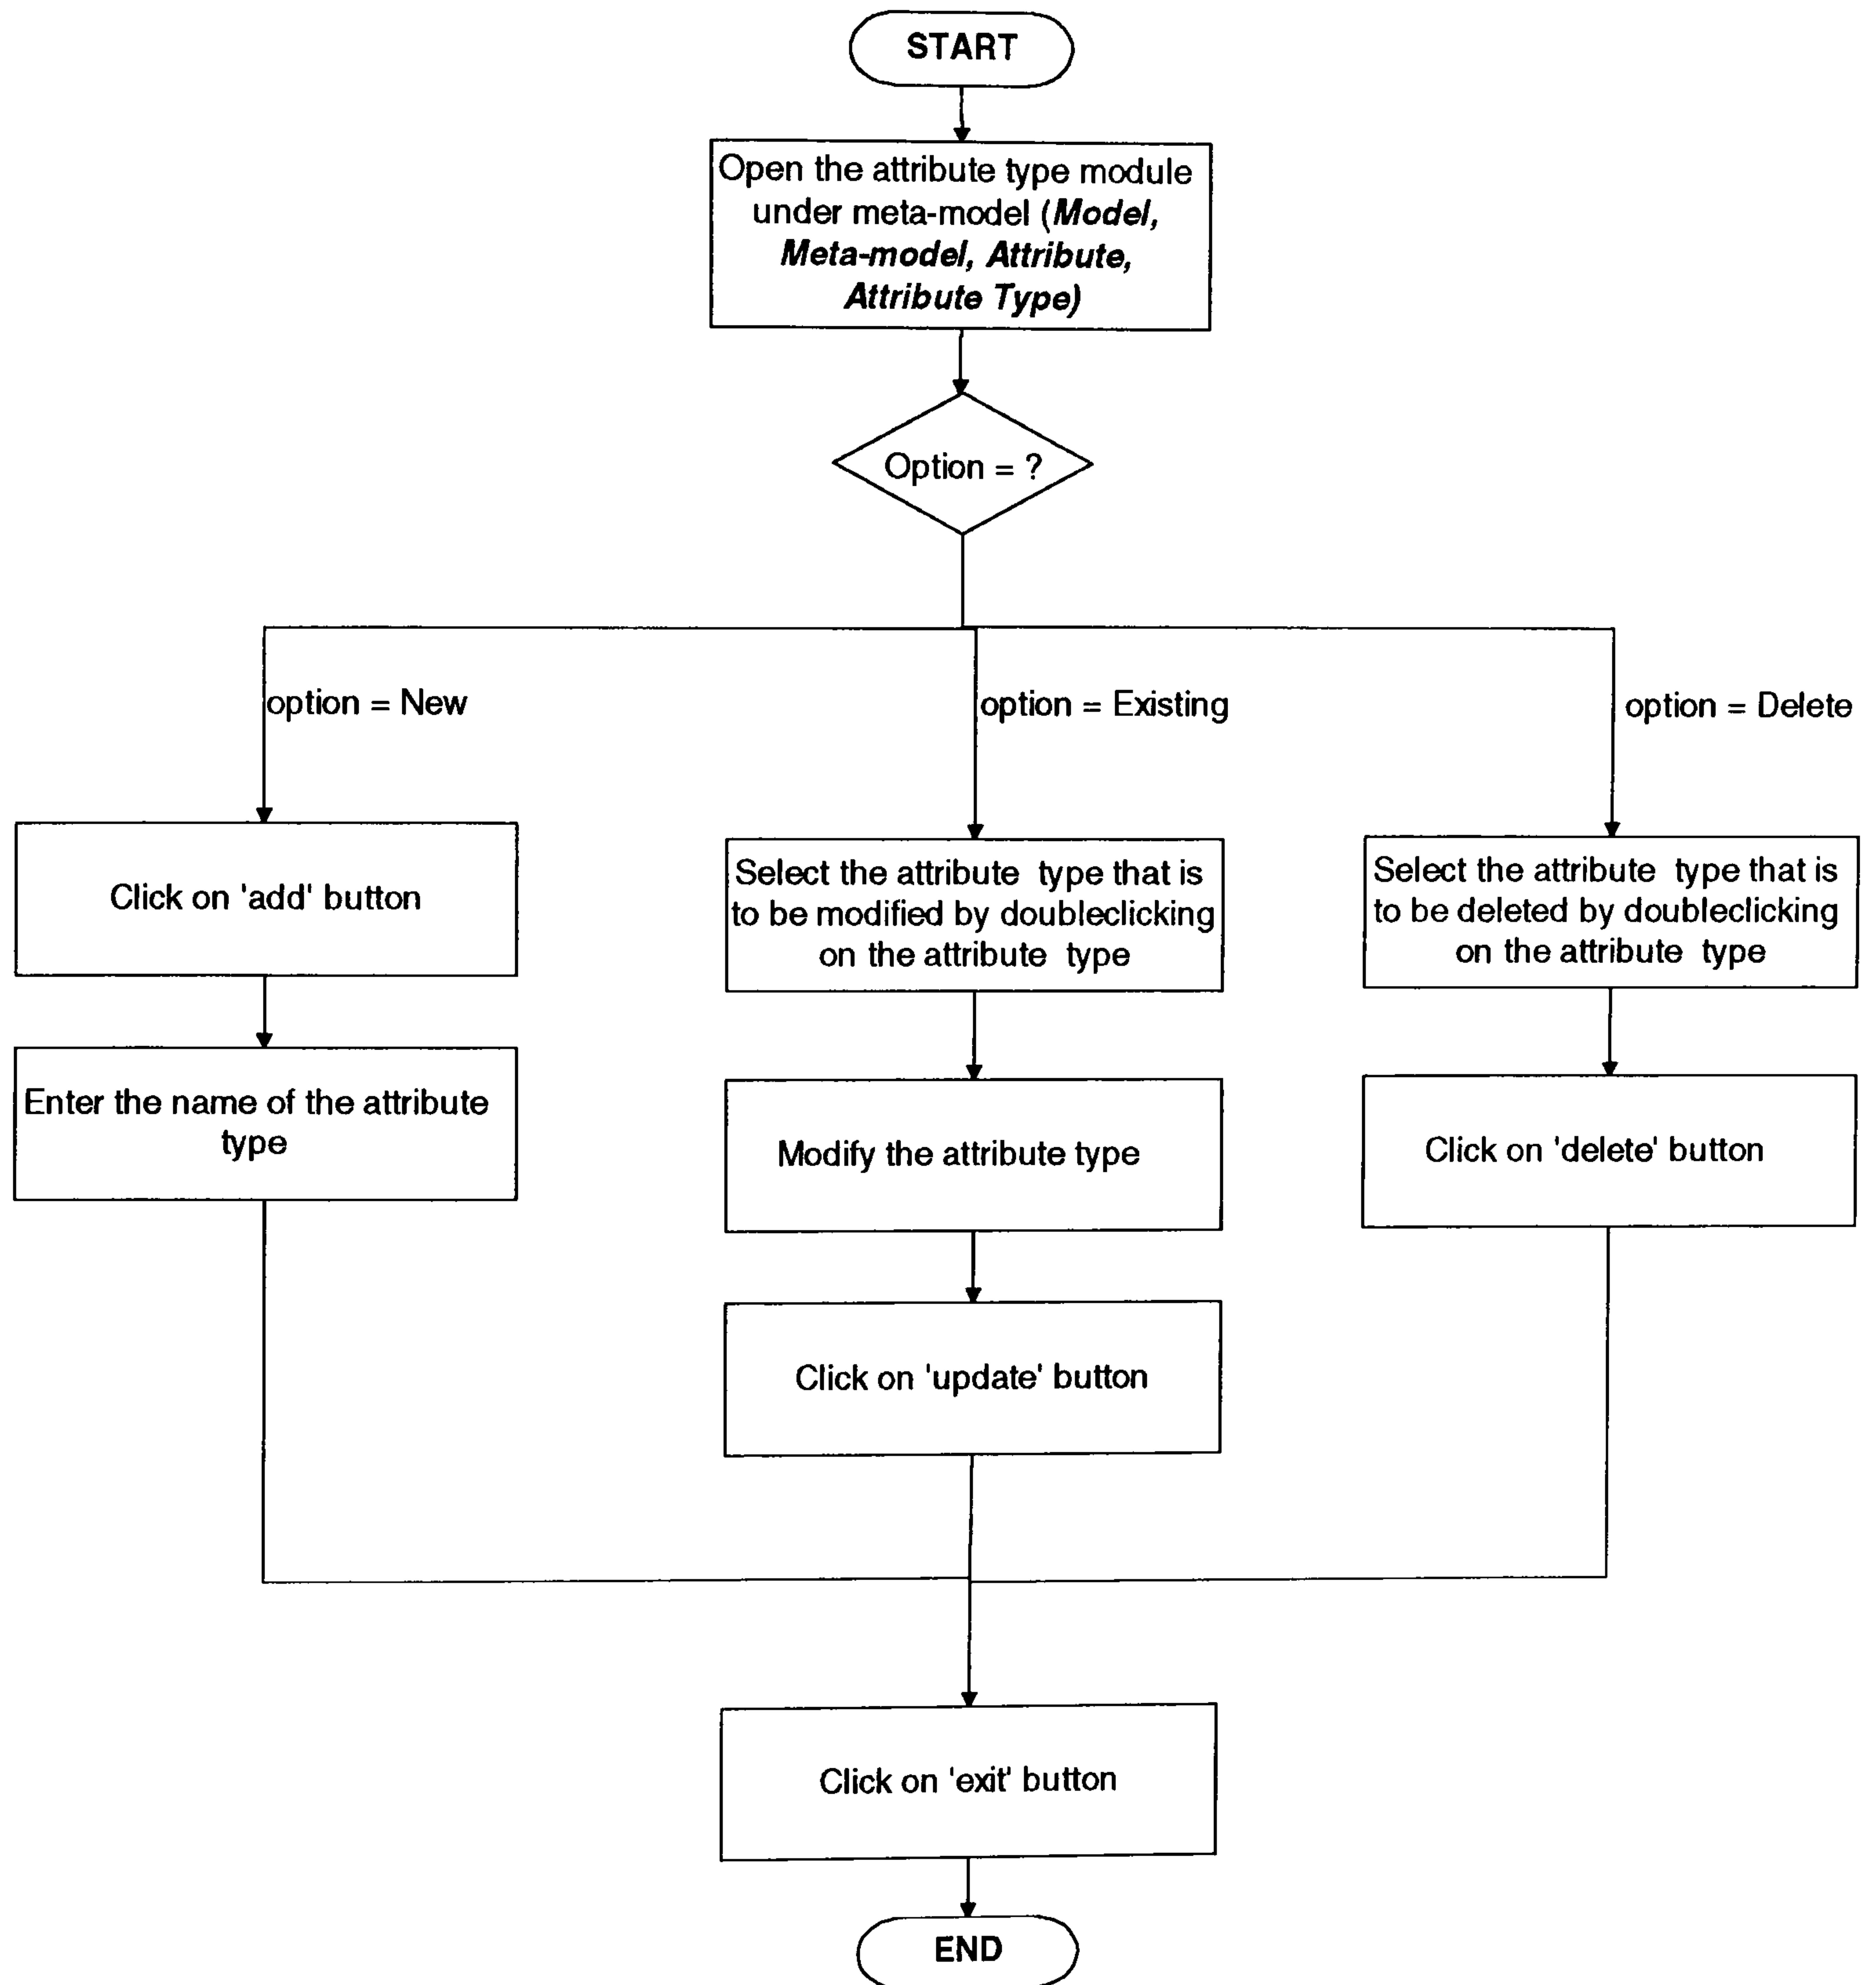 START
Open the attribute type module
under meta-model (Model,
Meta-model, Attribute,
Attribute Type)
Option = ?
option = New
option = Existing
option = Delete
Click on 'add' button
Enter the name of the attribute
type
Select the attribute type that is
to be modified by doubleclicking
on the attribute type
Modify the attribute type
Click on 'update' button
Select the attribute type that is
to be deleted by doubleclicking
on the attribute type
Click on 'delete' button
Click on 'exit' button
END